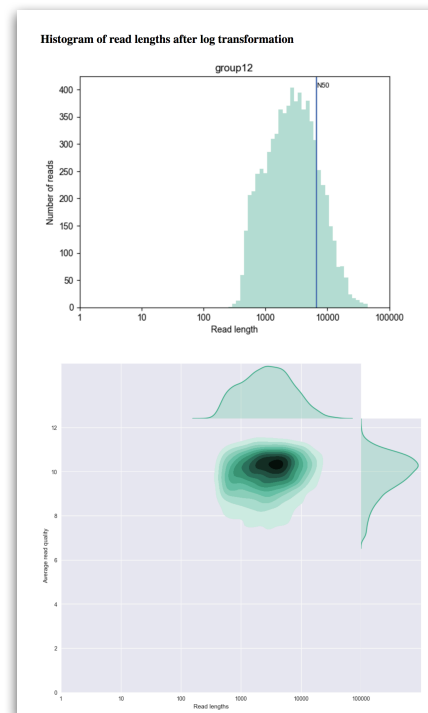 Histogram of read lengths after log transformation
group12
N50
400
350
300
250
200
150
100
50
0
Number of reads
1 10 100 1000 10000 100000
Read length
12
10
8
6
4
2
0
Average read quality
1 10 100 1000 10000 100000
Read lengths